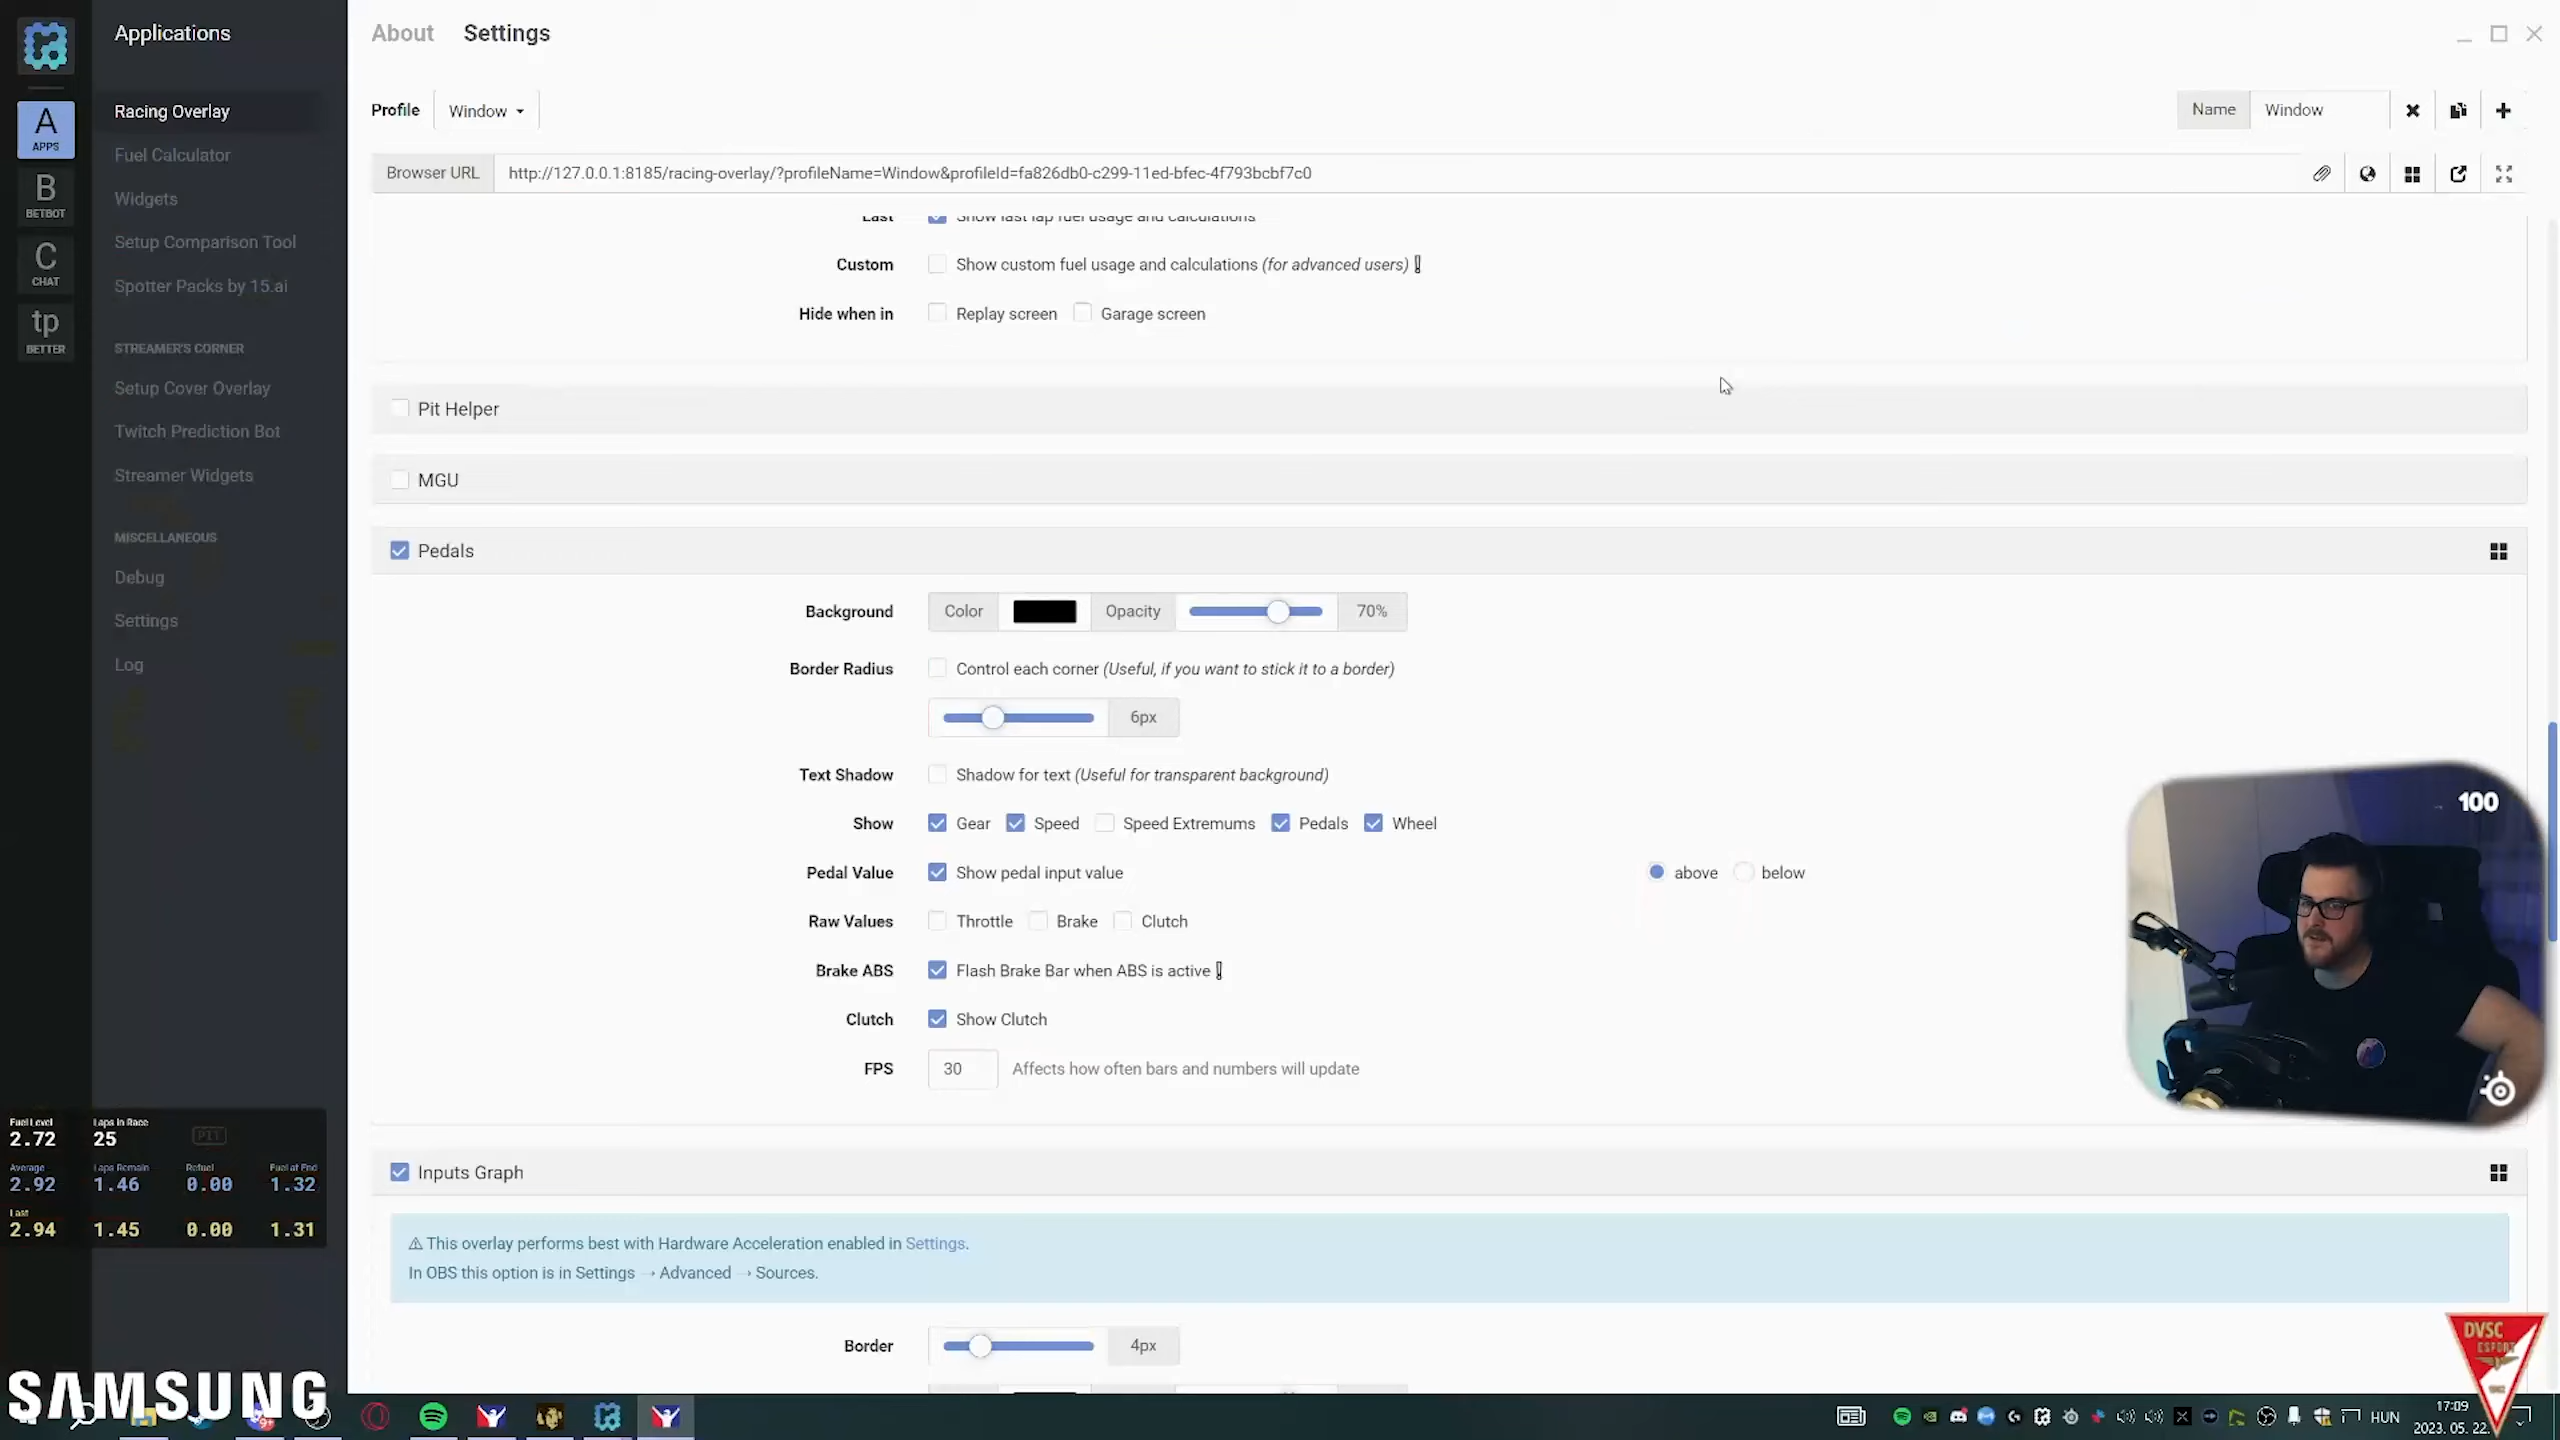 Applications
About Settings
A
APPS
B
BETBOT
C
CHAT
tp
BETTER
Racing Overlay
Fuel Calculator
Widgets
Setup Comparison Tool
Spotter Packs by 15.ai
STREAMER'S CORNER
Setup Cover Overlay
Twitch Prediction Bot
Streamer Widgets
MISCELLANEOUS
Debug
Settings
Log
Profile Window
Name Window
Browser URL http://127.0.0.1:8185/racing-overlay/?profileName=Window&profileId=fa826db0-c299-11ed-bfec-4f793bcbf7c0
Last Show last lap fuel usage and calculations
Custom Show custom fuel usage and calculations (for advanced users)
Hide when in Replay screen Garage screen
Pit Helper
MGU
Pedals
Background Color Opacity 70%
Border Radius Control each corner (Useful, if you want to stick it to a border)
6px
Text Shadow Shadow for text (Useful for transparent background)
Show Gear Speed Speed Extremums Pedals Wheel
Pedal Value Show pedal input value above below
Raw Values Throttle Brake Clutch
Brake ABS Flash Brake Bar when ABS is active
Clutch Show Clutch
FPS 30 Affects how often bars and numbers will update
Inputs Graph
⚠ This overlay performs best with Hardware Acceleration enabled in Settings.
In OBS this option is in Settings → Advanced → Sources.
Border 4px
100
Fuel Level Laps In Race PIT
2.72 25
Average Laps Remain Refuel Fuel at End
2.92 1.46 0.00 1.32
Last
2.94 1.45 0.00 1.31
SAMSUNG
DVSC
ESPORT
HUN
17:09
2023. 05. 22.